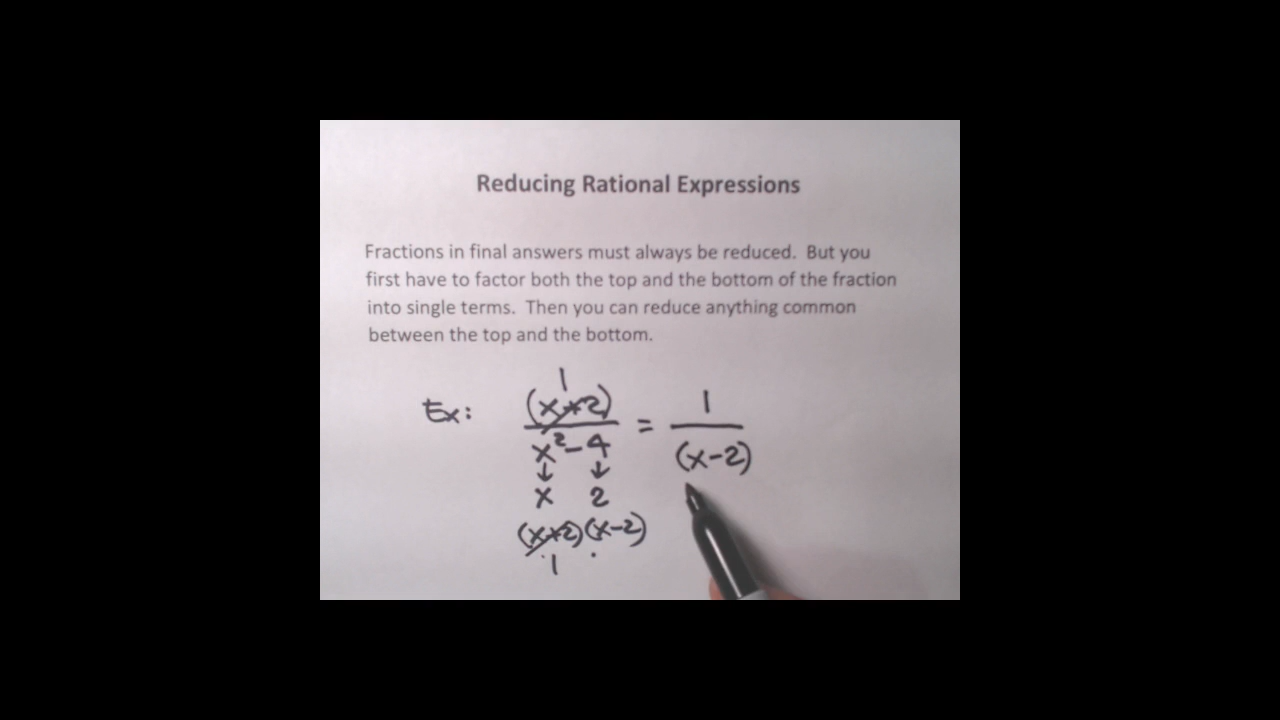 Reducing Rational Expressions
Fractions in final answers must always be reduced. But you
first have to factor both the top and the bottom of the fraction
into single terms. Then you can reduce anything common
between the top and the bottom.
1
Ex: (x+2) = 1
x²-4 (x-2)
↓ ↓
x 2
(x+2)(x-2)
1